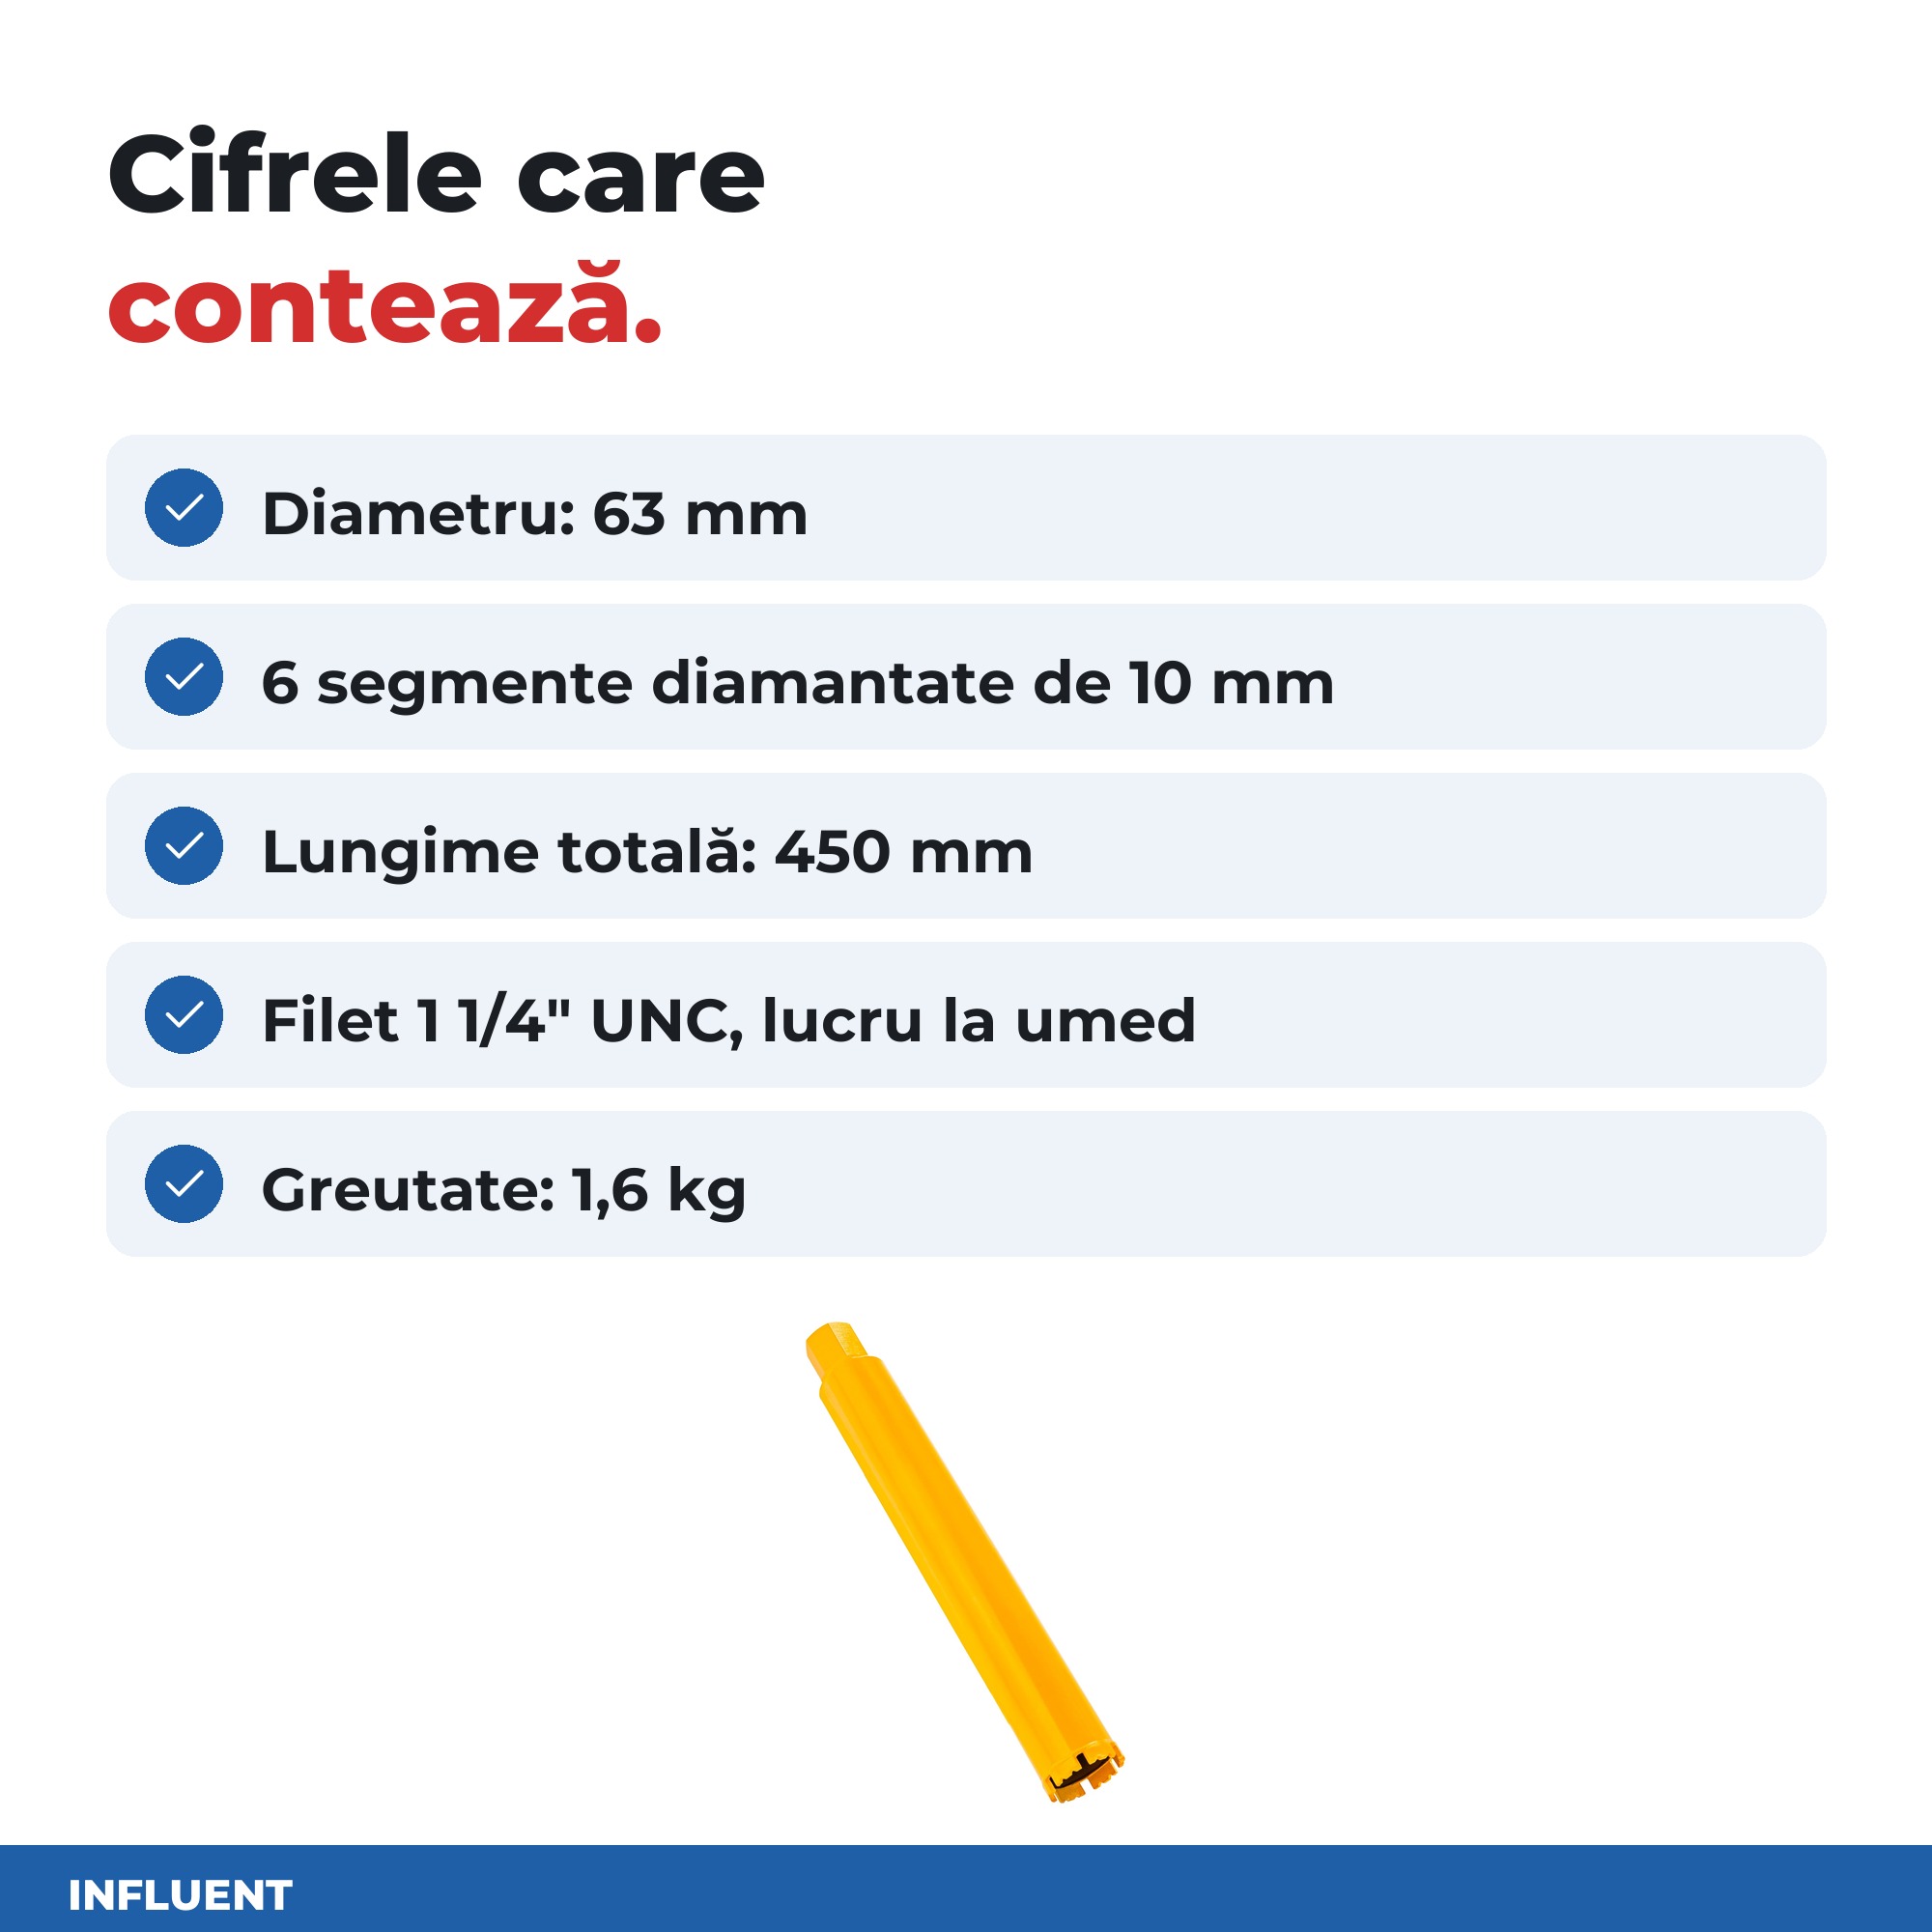 Cifrele care
contează.
Diametru: 63 mm
6 segmente diamantate de 10 mm
Lungime totală: 450 mm
Filet 1 1/4" UNC, lucru la umed
Greutate: 1,6 kg
INFLUENT